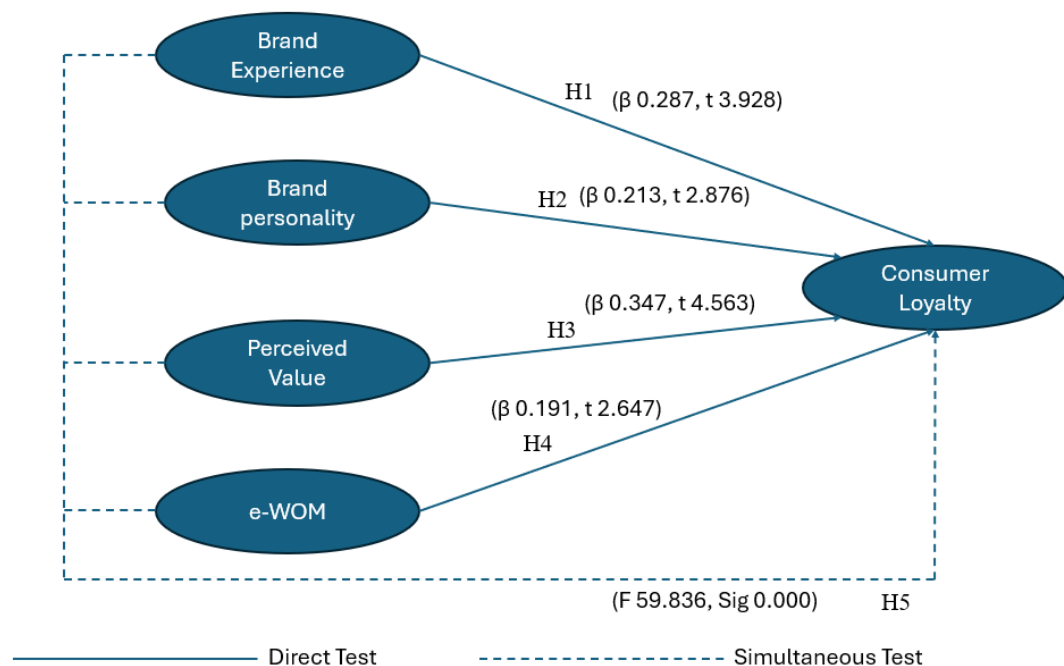 Brand
Experience
H1 (β 0.287, t 3.928)
Brand
personality
H2 (β 0.213, t 2.876)
Consumer
Loyalty
(β 0.347, t 4.563)
H3
Perceived
Value
(β 0.191, t 2.647)
H4
e-WOM
(F 59.836, Sig 0.000) H5
Direct Test
Simultaneous Test